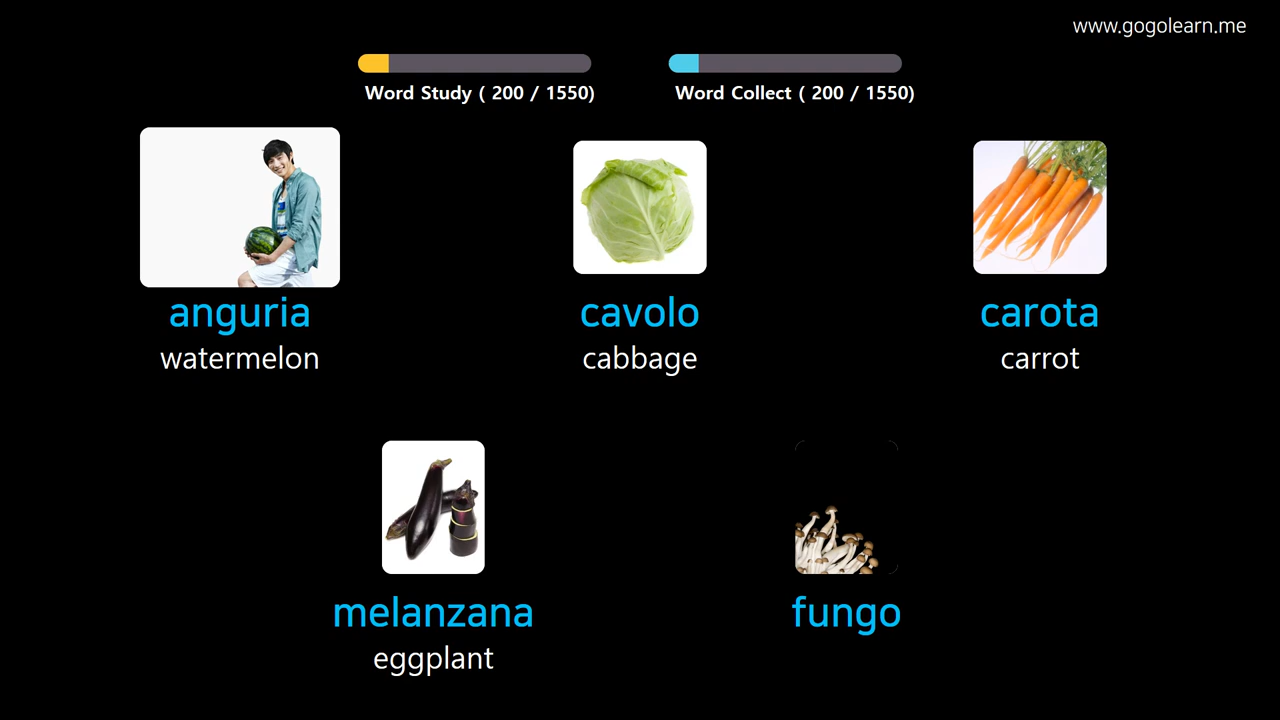 www.gogolearn.me
Word Study ( 200 / 1550)
Word Collect ( 200 / 1550)
anguria
watermelon
cavolo
cabbage
carota
carrot
melanzana
eggplant
fungo